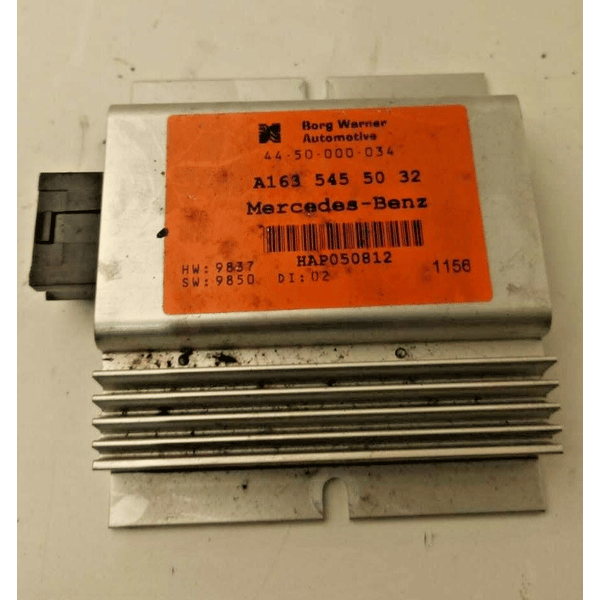 Borg Warner
Automotive
44-50-000-034
A163 545 50 32
Mercedes-Benz
HAP050812
HW:9837
SW:9850 DI:02
1156